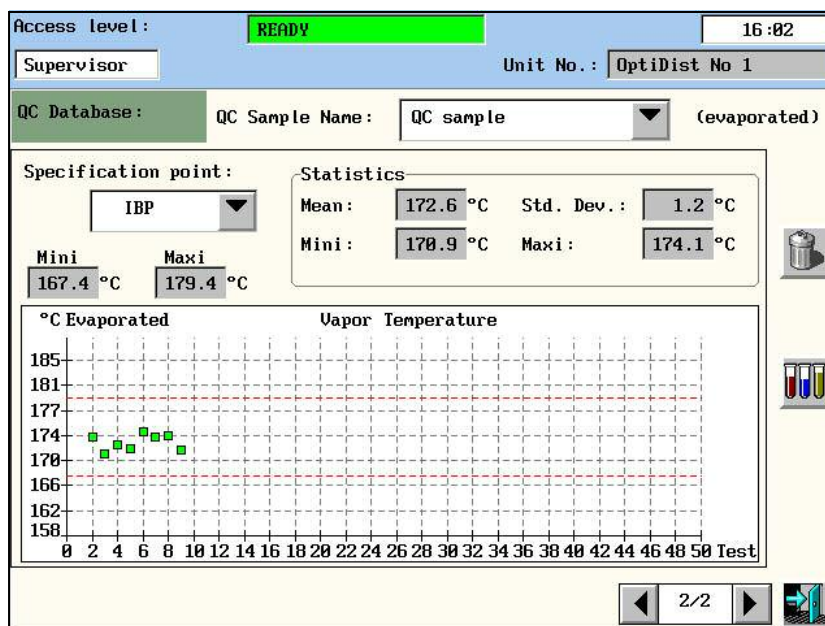 Access level:
READY
16:02
Supervisor
Unit No.: OptiDist No 1
QC Database:
QC Sample Name: QC sample (evaporated)
Specification point:
IBP
Mini Maxi
167.4 °C 179.4 °C
Statistics
Mean: 172.6 °C Std. Dev.: 1.2 °C
Mini: 170.9 °C Maxi: 174.1 °C
°C Evaporated Vapor Temperature
185
181
177
174
170
166
162
158
0 2 4 6 8 10 12 14 16 18 20 22 24 26 28 30 32 34 36 38 40 42 44 46 48 50 Test
2/2